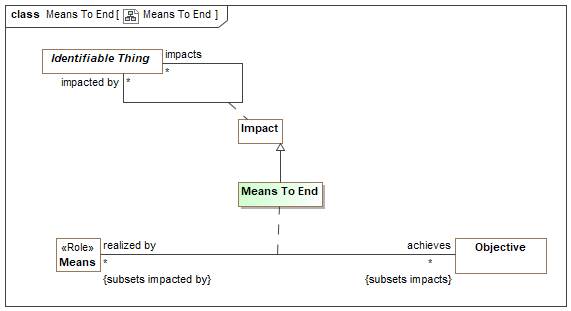 class Means To End [ Means To End ]
Identifiable Thing
impacts
*
impacted by
*
Impact
Means To End
«Role»
Means
realized by
*
{subsets impacted by}
achieves
*
{subsets impacts}
Objective